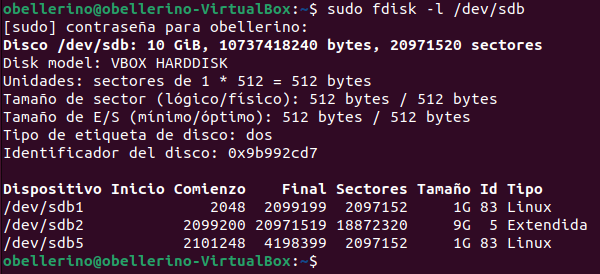 obellerino@obellerino-VirtualBox:~$ sudo fdisk -l /dev/sdb
[sudo] contraseña para obellerino:
Disco /dev/sdb: 10 GiB, 10737418240 bytes, 20971520 sectores
Disk model: VBOX HARDDISK
Unidades: sectores de 1 * 512 = 512 bytes
Tamaño de sector (lógico/físico): 512 bytes / 512 bytes
Tamaño de E/S (mínimo/óptimo): 512 bytes / 512 bytes
Tipo de etiqueta de disco: dos
Identificador del disco: 0x9b992cd7
Dispositivo Inicio Comienzo Final Sectores Tamaño Id Tipo
/dev/sdb1 2048 2099199 2097152 1G 83 Linux
/dev/sdb2 2099200 20971519 18872320 9G 5 Extendida
/dev/sdb5 2101248 4198399 2097152 1G 83 Linux
obellerino@obellerino-VirtualBox:~$